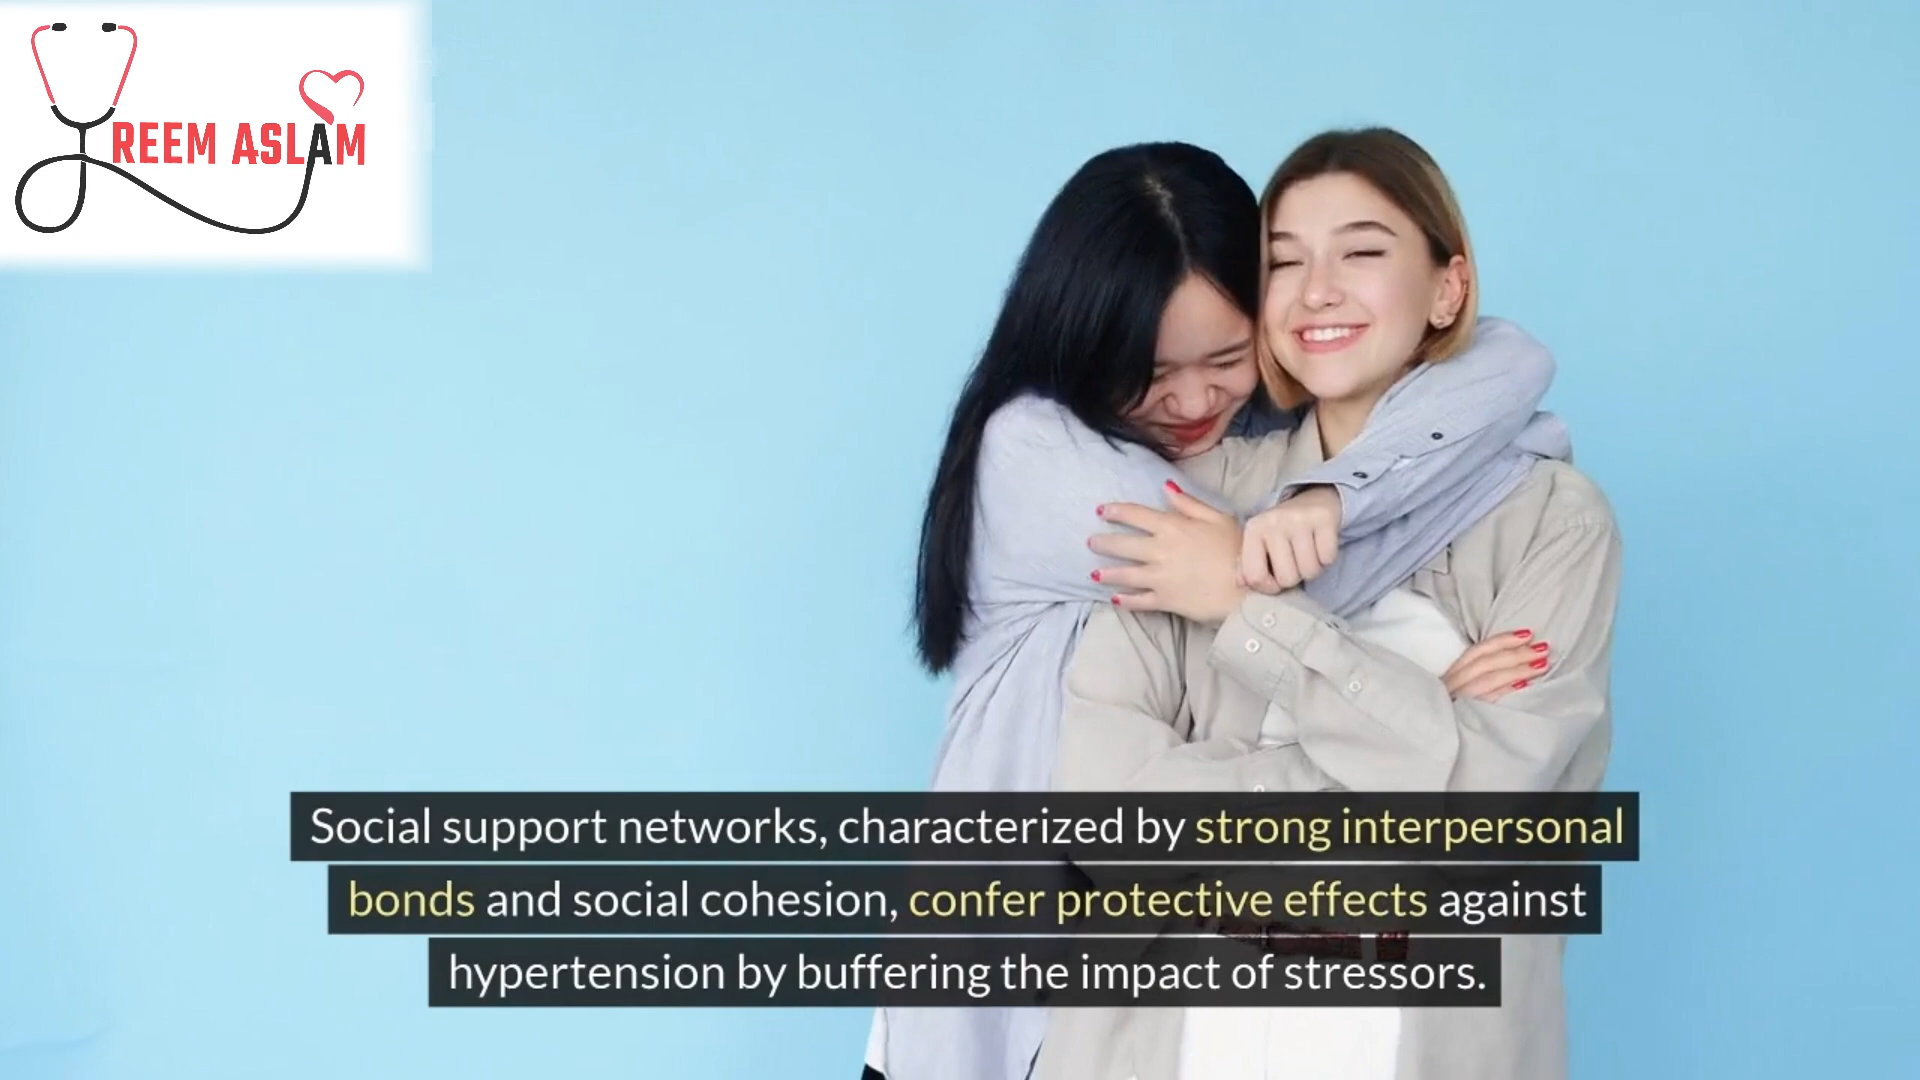 REEM ASLAM
Social support networks, characterized by strong interpersonal
bonds and social cohesion, confer protective effects against
hypertension by buffering the impact of stressors.